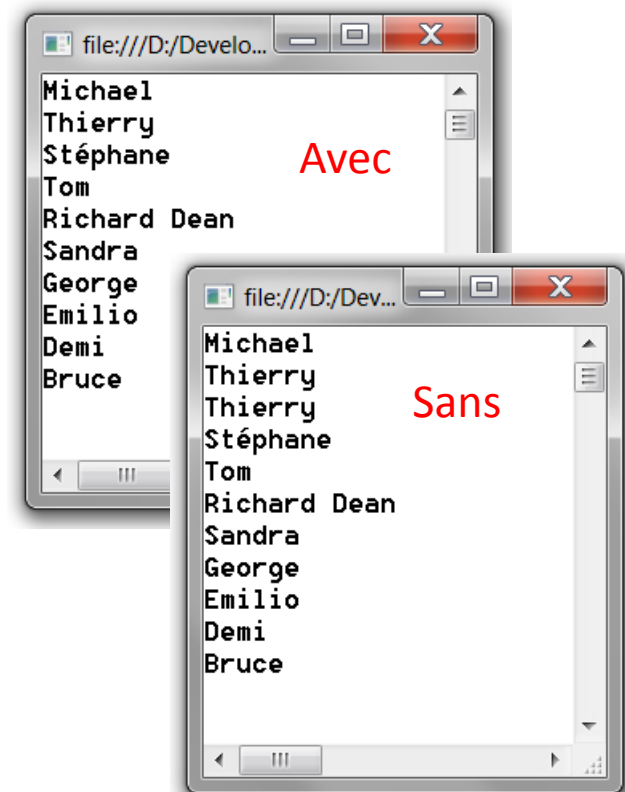 file:///D:/Develo...
Michael
Thierry
Stéphane
Tom
Richard Dean
Sandra
George
Emilio
Demi
Bruce
Avec
file:///D:/Dev...
Michael
Thierry
Thierry
Stéphane
Tom
Richard Dean
Sandra
George
Emilio
Demi
Bruce
Sans